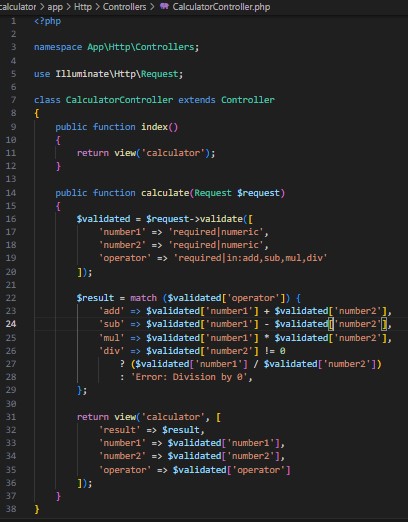 calculator > app > Http > Controllers > CalculatorController.php
1 <?php
2
3 namespace App\Http\Controllers;
4
5 use Illuminate\Http\Request;
6
7 class CalculatorController extends Controller
8 {
9     public function index()
10     {
11         return view('calculator');
12     }
13
14     public function calculate(Request $request)
15     {
16         $validated = $request->validate([
17             'number1' => 'required|numeric',
18             'number2' => 'required|numeric',
19             'operator' => 'required|in:add,sub,mul,div'
20         ]);
21
22         $result = match ($validated['operator']) {
23             'add' => $validated['number1'] + $validated['number2'],
24             'sub' => $validated['number1'] - $validated['number2'],
25             'mul' => $validated['number1'] * $validated['number2'],
26             'div' => $validated['number2'] != 0
27                 ? ($validated['number1'] / $validated['number2'])
28                 : 'Error: Division by 0',
29         };
30
31         return view('calculator', [
32             'result' => $result,
33             'number1' => $validated['number1'],
34             'number2' => $validated['number2'],
35             'operator' => $validated['operator']
36         ]);
37     }
38 }